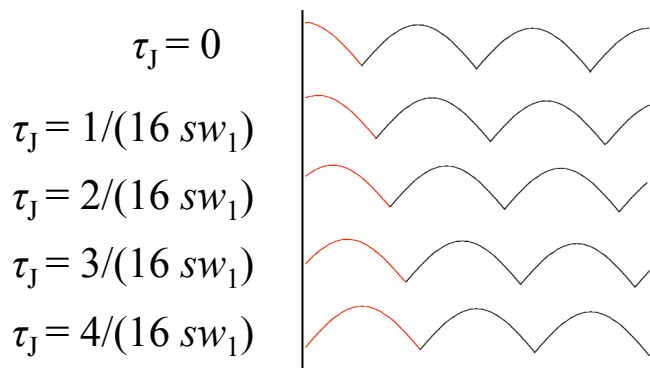 τJ = 0
τJ = 1/(16 sw1)
τJ = 2/(16 sw1)
τJ = 3/(16 sw1)
τJ = 4/(16 sw1)